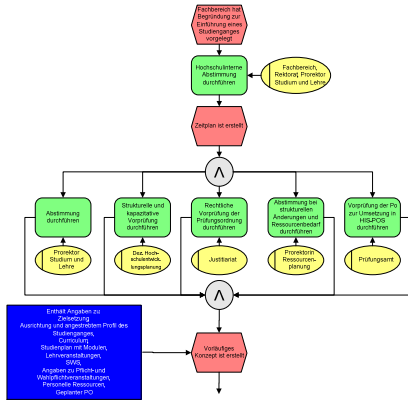 Fachbereich hat
Begründung zur
Einführung eines
Studienganges
vorgelegt
Hochschulinterne
Abstimmung
durchführen
Fachbereich,
Rektorat, Prorektor
Studium und Lehre
Zeitplan ist erstellt
Λ
Abstimmung
durchführen
Strukturelle und
kapazitative
Vorprüfung
durchführen
Rechtliche
Vorprüfung der
Prüfungsordnung
durchführen
Abstimmung bei
strukturellen
Änderungen und
Ressourcenbedarf
durchführen
Vorprüfung der Po
zur Umsetzung in
HIS-POS
durchführen
Prorektor
Studium und
Lehre
Dez. Hoch-
schulentwick-
lungsplanung
Justitiariat
Prorektorin
Ressourcen-
planung
Prüfungsamt
Λ
Enthält Angaben zu
Zielsetzung
Ausrichtung und angestrebtem Profil des
Studienganges,
Curriculum,
Studienplan mit Modulen,
Lehrveranstaltungen,
SWS,
Angaben zu Pflicht- und
Wahlpflichtveranstaltungen,
Personelle Ressourcen,
Geplanter PO
Vorläufiges
Konzept ist erstellt